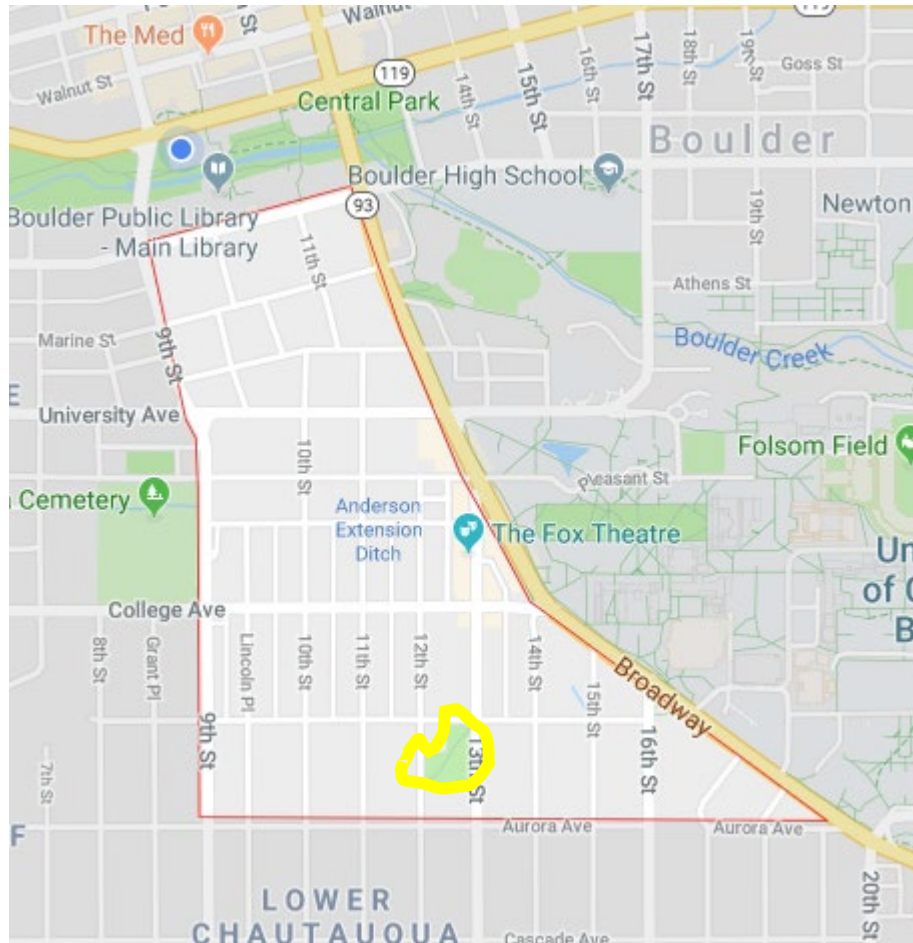 The Med
Walnut
Walnut St
119
119
Central Park
14th St
15th St
16th St
17th St
18th St
19th St
Goss St
Boulder
Boulder High School
93
Boulder Public Library
- Main Library
11th St
19th St
Newton
Athens St
Marine St
9th St
Boulder Creek
E
University Ave
10th St
Folsom Field
Pleasant St
n Cemetery
Anderson
Extension
Ditch
The Fox Theatre
Un
of C
B
College Ave
8th St
Grant Pl
Lincoln Pl
10th St
11th St
12th St
14th St
15th St
Broadway
9th St
13th St
16th St
7th St
F
Aurora Ave
Aurora Ave
20th St
LOWER
CHAUTAUQUA
Cascade Ave